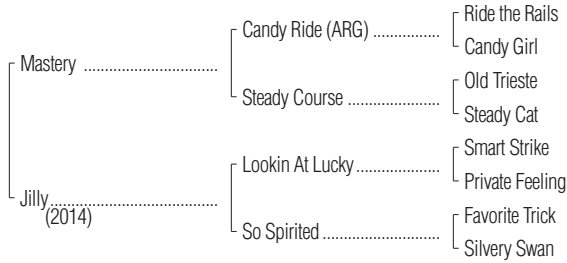 Ride the Rails
Candy Ride (ARG) .................
Candy Girl
Mastery ..................................
Old Trieste
Steady Course .......................
Steady Cat
Smart Strike
Lookin At Lucky .....................
Private Feeling
Jilly...........................................
(2014)
Favorite Trick
So Spirited .............................
Silvery Swan